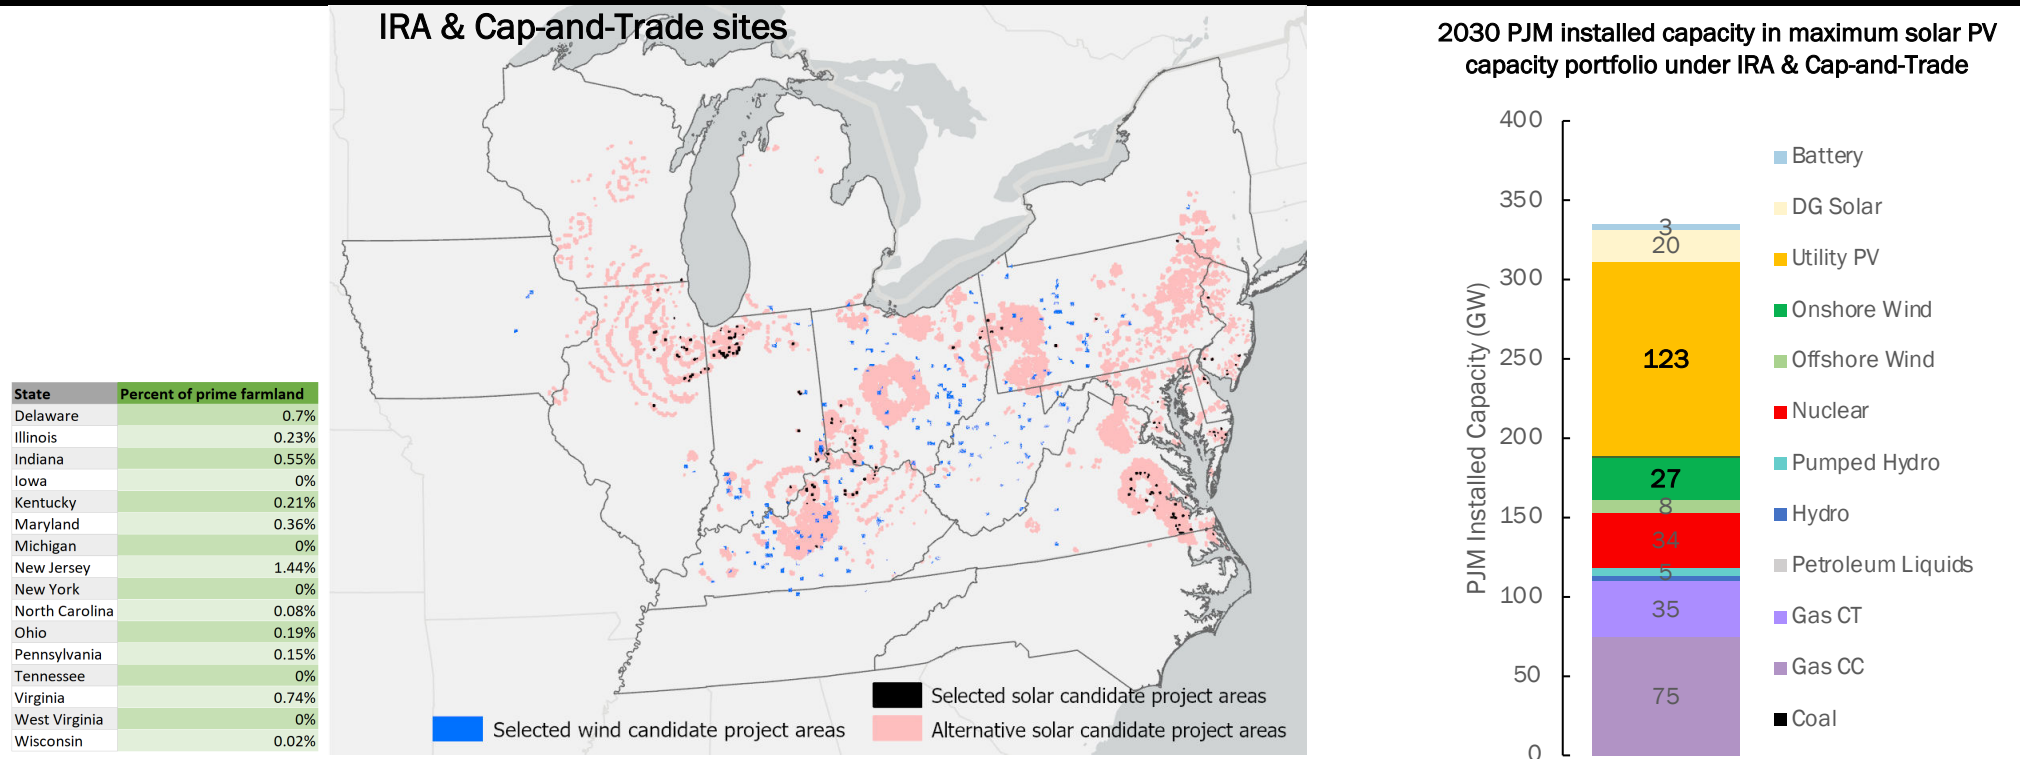 IRA & Cap-and-Trade sites
State Percent of prime farmland
Delaware 0.7%
Illinois 0.23%
Indiana 0.55%
Iowa 0%
Kentucky 0.21%
Maryland 0.36%
Michigan 0%
New Jersey 1.44%
New York 0%
North Carolina 0.08%
Ohio 0.19%
Pennsylvania 0.15%
Tennessee 0%
Virginia 0.74%
West Virginia 0%
Wisconsin 0.02%
Selected wind candidate project areas
Selected solar candidate project areas
Alternative solar candidate project areas
2030 PJM installed capacity in maximum solar PV
capacity portfolio under IRA & Cap-and-Trade
PJM Installed Capacity (GW)
400
350
300
250
200
150
100
50
0
3
20
123
27
8
34
5
35
75
Battery
DG Solar
Utility PV
Onshore Wind
Offshore Wind
Nuclear
Pumped Hydro
Hydro
Petroleum Liquids
Gas CT
Gas CC
Coal